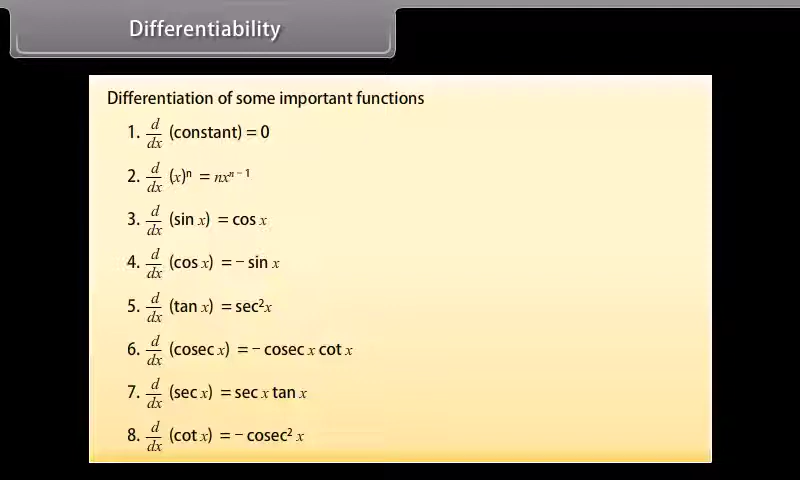 Differentiability
Differentiation of some important functions
1. d/dx (constant) = 0
2. d/dx (x)ⁿ = nxⁿ⁻¹
3. d/dx (sin x) = cos x
4. d/dx (cos x) = − sin x
5. d/dx (tan x) = sec²x
6. d/dx (cosec x) = − cosec x cot x
7. d/dx (sec x) = sec x tan x
8. d/dx (cot x) = − cosec² x